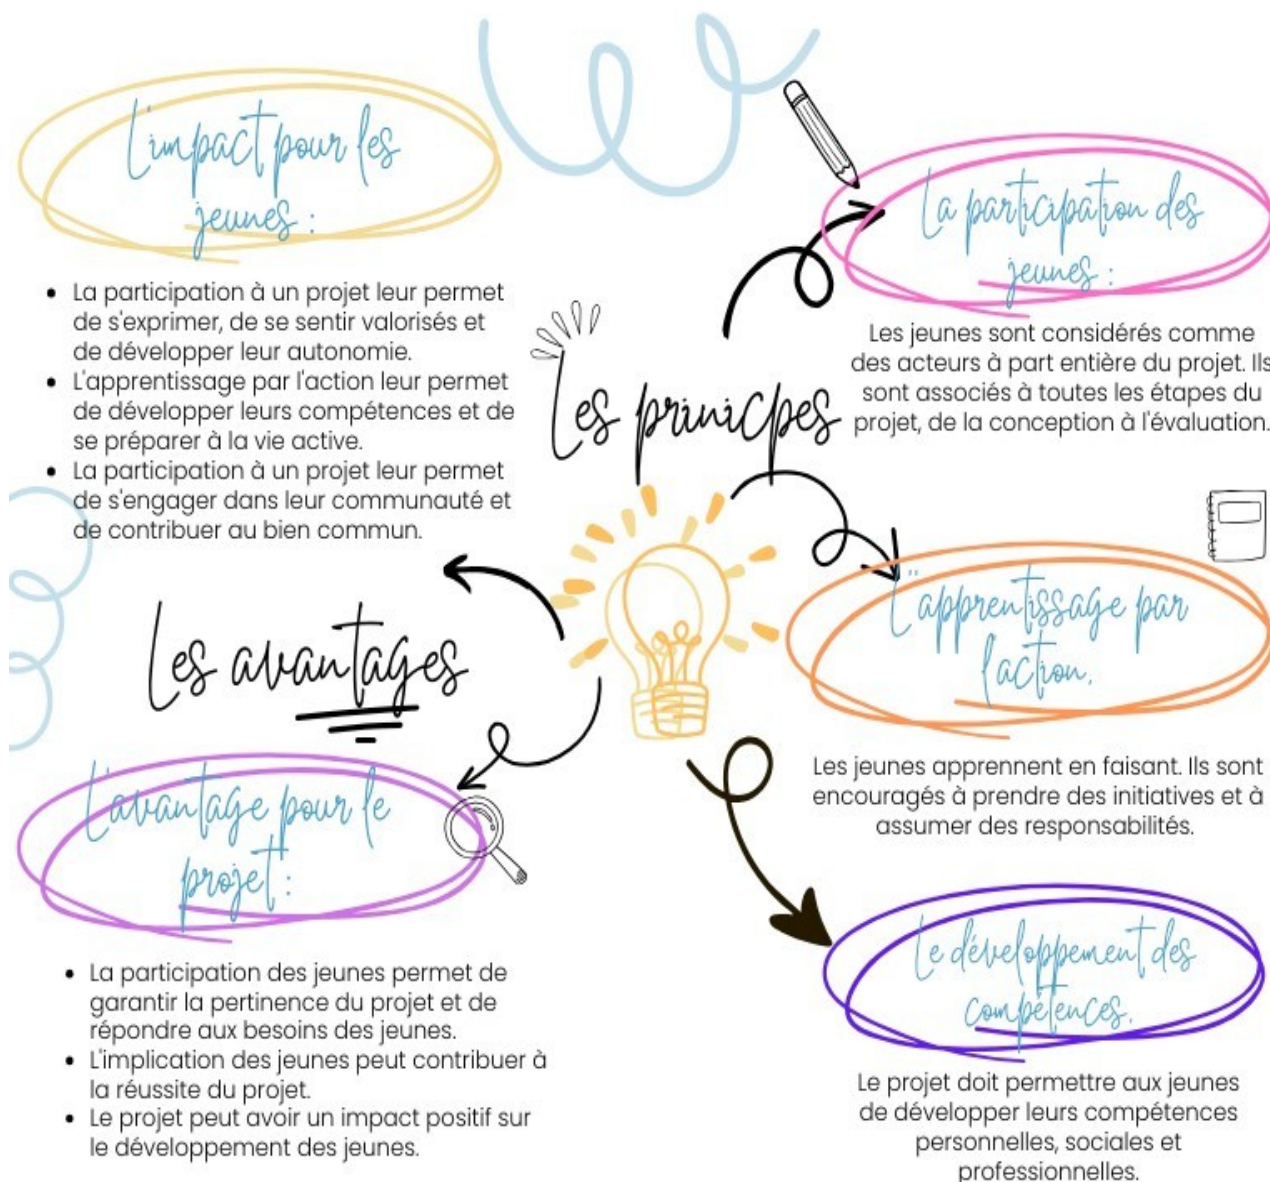 L'impact pour les
jeunes :
• La participation à un projet leur permet
de s'exprimer, de se sentir valorisés et
de développer leur autonomie.
• L'apprentissage par l'action leur permet
de développer leurs compétences et de
se préparer à la vie active.
• La participation à un projet leur permet
de s'engager dans leur communauté et
de contribuer au bien commun.
Les avantages
L'avantage pour le
projet :
• La participation des jeunes permet de
garantir la pertinence du projet et de
répondre aux besoins des jeunes.
• L'implication des jeunes peut contribuer à
la réussite du projet.
• Le projet peut avoir un impact positif sur
le développement des jeunes.
Les prinicpes
La participation des
jeunes :
Les jeunes sont considérés comme
des acteurs à part entière du projet. Ils
sont associés à toutes les étapes du
projet, de la conception à l'évaluation.
L"apprentissage par
l'action.
Les jeunes apprennent en faisant. Ils sont
encouragés à prendre des initiatives et à
assumer des responsabilités.
Le développement des
compétences.
Le projet doit permettre aux jeunes
de développer leurs compétences
personnelles, sociales et
professionnelles.